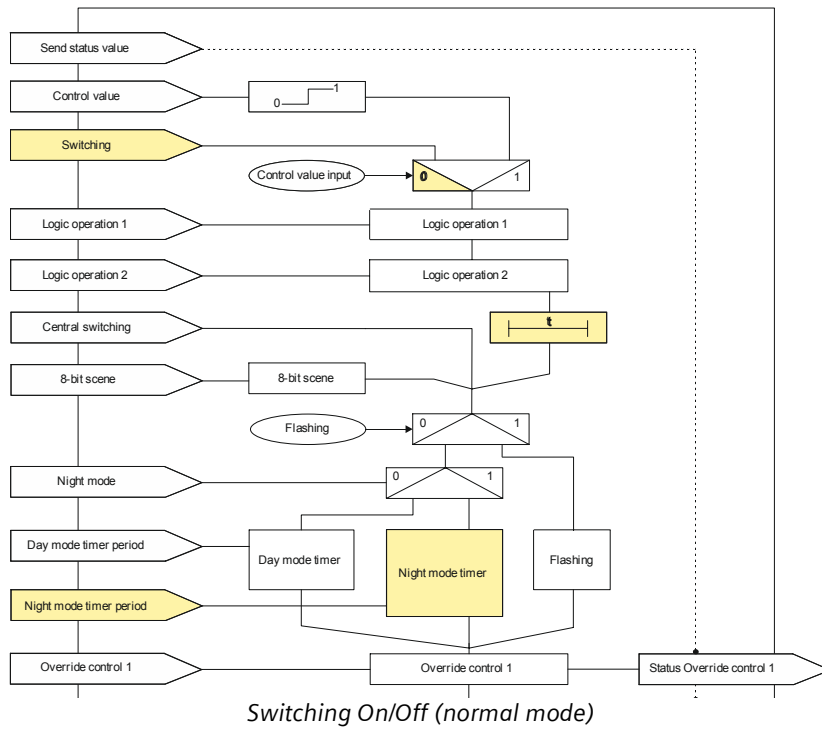 Send status value
Control value
0
1
Switching
Control value input
0
1
Logic operation 1
Logic operation 1
Logic operation 2
Logic operation 2
Central switching
t
8-bit scene
8-bit scene
Flashing
0
1
Night mode
0
1
Day mode timer period
Day mode timer
Night mode timer
Flashing
Night mode timer period
Override control 1
Override control 1
Status Override control 1
Switching On/Off (normal mode)